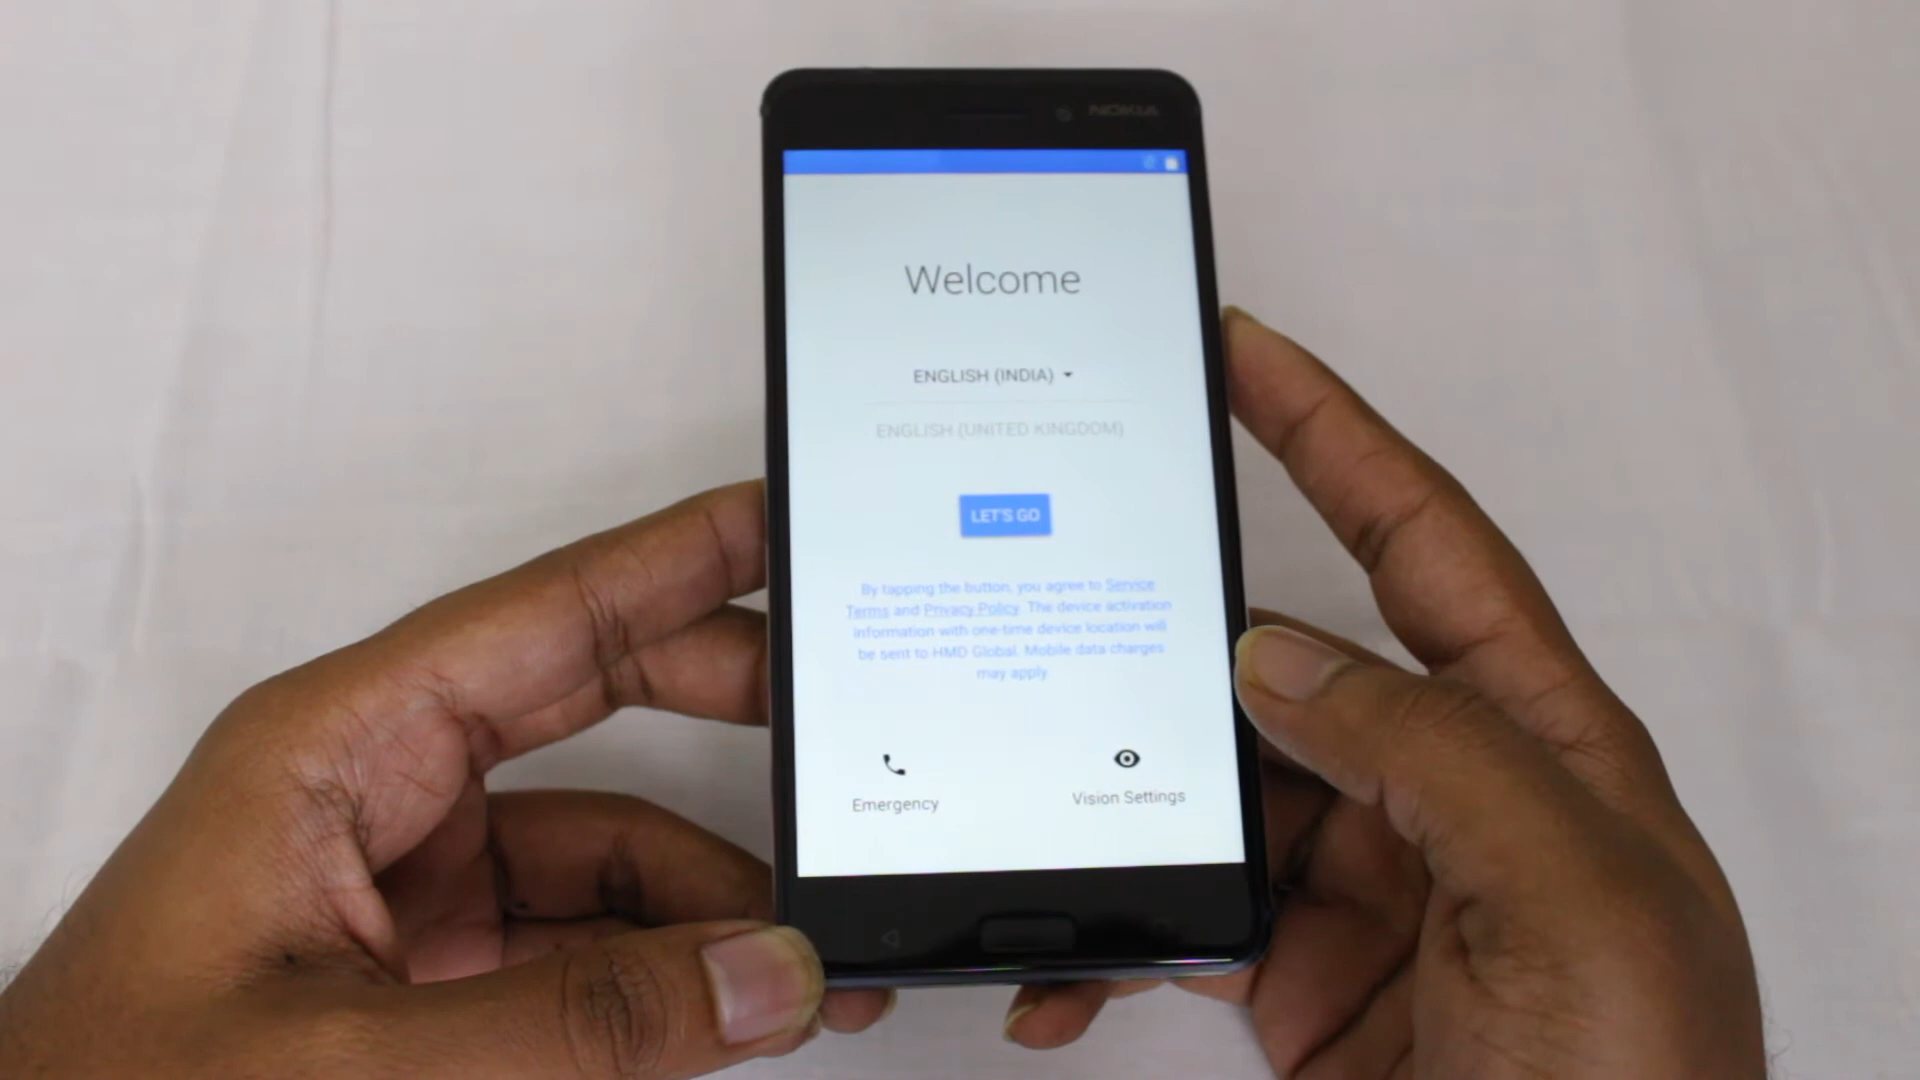 NOKIA
Welcome
ENGLISH (INDIA)
ENGLISH (UNITED KINGDOM)
LET'S GO
By tapping the button, you agree to Service
Terms and Privacy Policy. The device activation
information with one-time device location will
be sent to HMD Global. Mobile data charges
may apply.
Emergency
Vision Settings